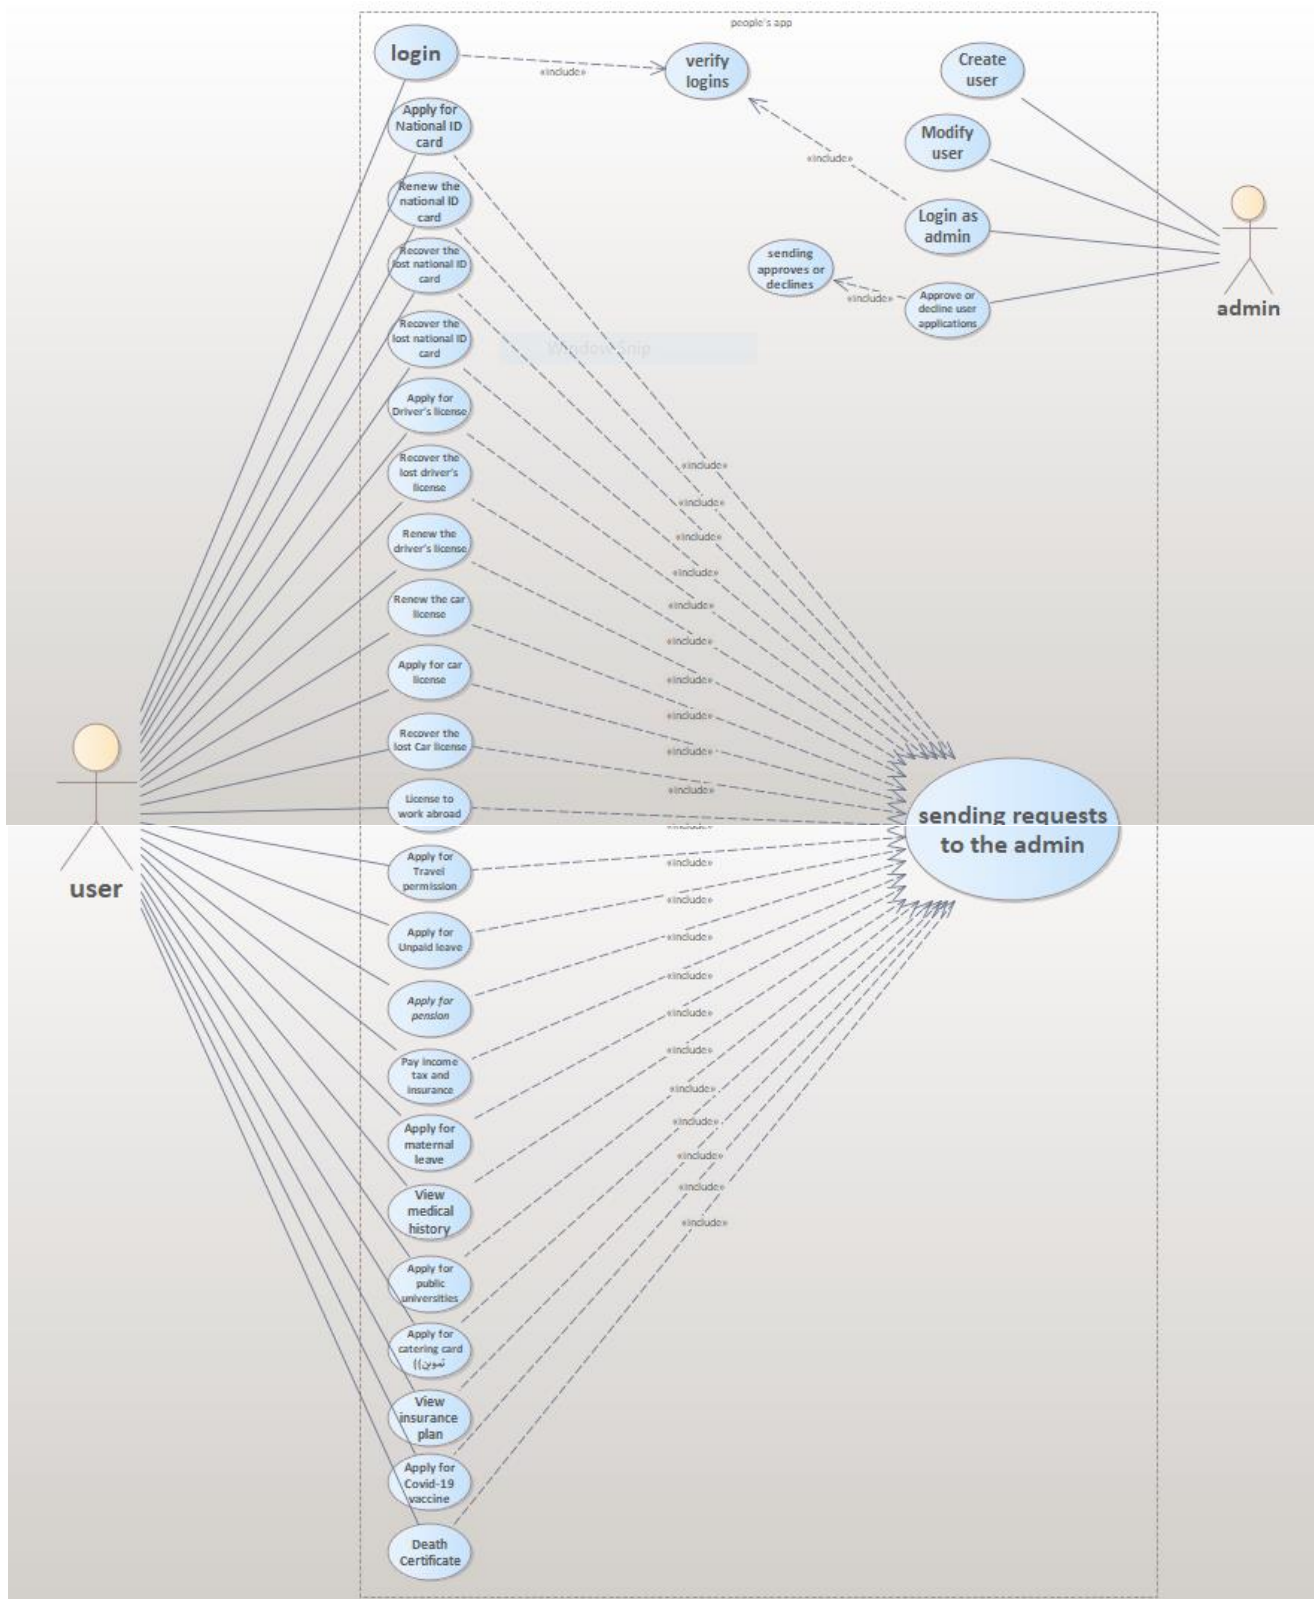 people's app
login
«include»
verify
logins
Create
user
Apply for
National ID
card
Modify
user
«include»
Renew the
national ID
card
Login as
admin
Recover the
lost national ID
card
sending
approves or
declines
«include»
Approve or
decline user
applications
admin
Recover the
lost national ID
card
Window Snip
Apply for
Driver's license
Recover the
lost driver's
license
«include»
«include»
Renew the
driver's license
«include»
«include»
Renew the car
license
«include»
«include»
Apply for car
license
«include»
«include»
Recover the
lost Car license
«include»
License to
work abroad
«include»
sending requests
to the admin
«include»
Apply for
Travel
permission
«include»
user
Apply for
Unpaid leave
«include»
«include»
Apply for
pension
«include»
«include»
Pay income
tax and
insurance
«include»
«include»
Apply for
maternal
leave
«include»
«include»
View
medical
history
«include»
«include»
Apply for
public
universities
Apply for
catering card
((تموين
View
insurance
plan
Apply for
Covid-19
vaccine
Death
Certificate